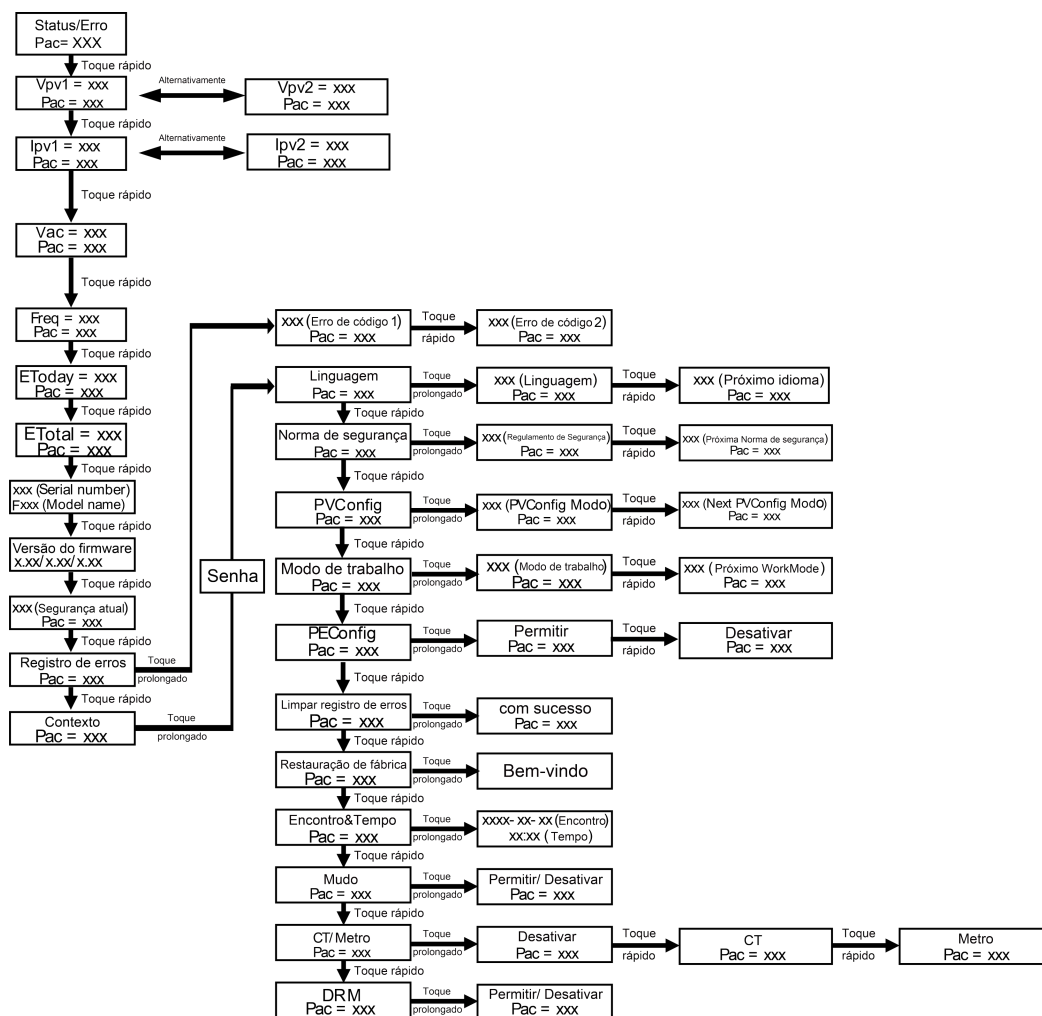 Status/Erro
Pac= XXX
Toque rápido
Vpv1 = xxx
Pac = xxx
Alternativamente
Vpv2 = xxx
Pac = xxx
Toque rápido
Ipv1 = xxx
Pac = xxx
Alternativamente
Ipv2 = xxx
Pac = xxx
Toque rápido
Vac = xxx
Pac = xxx
Toque rápido
Freq = xxx
Pac = xxx
Toque rápido
EToday = xxx
Pac = xxx
Toque rápido
ETotal = xxx
Pac = xxx
Toque rápido
xxx (Serial number)
Fxxx (Model name)
Toque rápido
Versão do firmware
x.xx/ x.xx/ x.xx
Toque rápido
xxx (Segurança atual)
Pac = xxx
Toque rápido
Registro de erros
Pac = xxx
Toque
prolongado
Toque rápido
Contexto
Pac = xxx
Toque
prolongado
Senha
xxx (Erro de código 1)
Pac = xxx
Toque
rápido
xxx (Erro de código 2)
Pac = xxx
Linguagem
Pac = xxx
Toque
prolongado
xxx (Linguagem)
Pac = xxx
Toque
rápido
xxx (Próximo idioma)
Pac = xxx
Toque rápido
Norma de segurança
Pac = xxx
Toque
prolongado
xxx (Regulamento de Segurança)
Pac = xxx
Toque
rápido
xxx (Próxima Norma de segurança)
Pac = xxx
Toque rápido
PVConfig
Pac = xxx
Toque
prolongado
xxx (PVConfig Modo)
Pac = xxx
Toque
rápido
xxx (Next PVConfig Modo)
Pac = xxx
Toque rápido
Modo de trabalho
Pac = xxx
Toque
prolongado
xxx (Modo de trabalho)
Pac = xxx
Toque
rápido
xxx (Próximo WorkMode)
Pac = xxx
Toque rápido
PEConfig
Pac = xxx
Toque
prolongado
Permitir
Pac = xxx
Toque
rápido
Desativar
Pac = xxx
Toque rápido
Limpar registro de erros
Pac = xxx
Toque
prolongado
com sucesso
Pac = xxx
Toque rápido
Restauração de fábrica
Pac = xxx
Toque
prolongado
Bem-vindo
Toque rápido
Encontro&Tempo
Pac = xxx
Toque
prolongado
xxxx- xx- xx (Encontro)
xx:xx ( Tempo)
Toque rápido
Mudo
Pac = xxx
Toque
prolongado
Permitir/ Desativar
Pac = xxx
Toque rápido
CT/ Metro
Pac = xxx
Toque
prolongado
Desativar
Pac = xxx
Toque
rápido
CT
Pac = xxx
Toque
rápido
Metro
Pac = xxx
Toque rápido
DRM
Pac = xxx
Toque
prolongado
Permitir/ Desativar
Pac = xxx